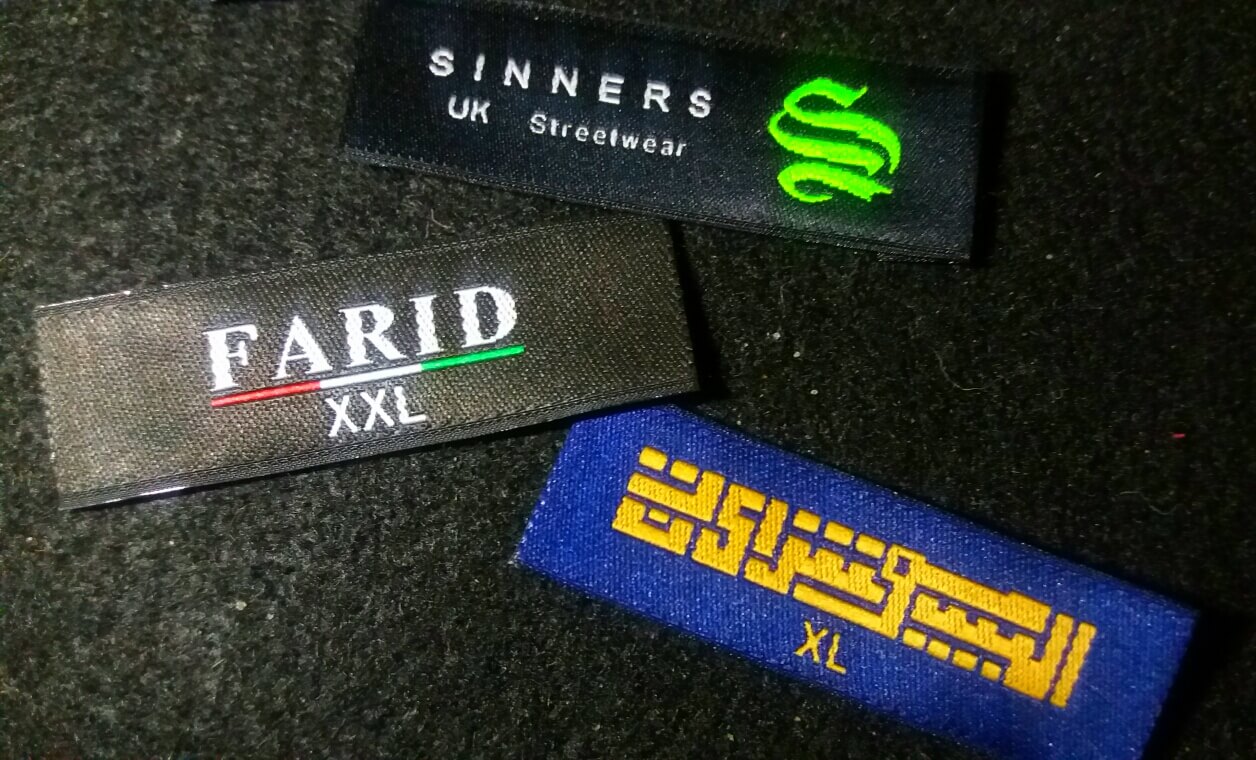 SINNERS
UK Streetwear
S
FARID
XXL
XL